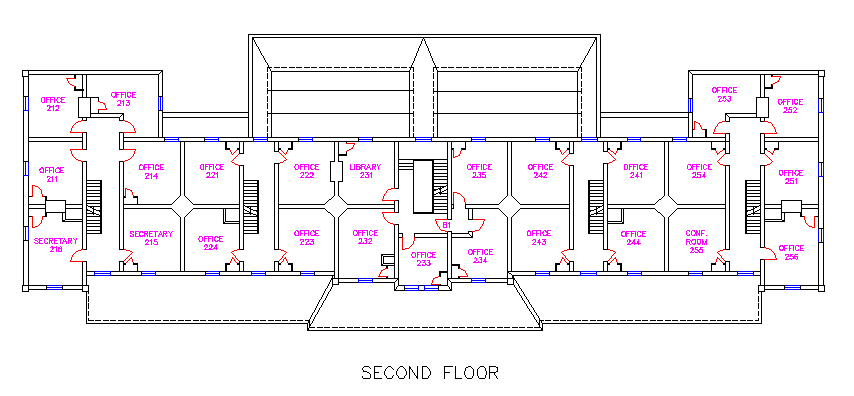 OFFICE
212
OFFICE
213
OFFICE
253
OFFICE
252
OFFICE
211
OFFICE
214
OFFICE
221
OFFICE
222
LIBRARY
231
OFFICE
235
OFFICE
242
OFFICE
241
OFFICE
254
OFFICE
251
SECRETARY
216
SECRETARY
215
OFFICE
224
OFFICE
223
OFFICE
232
B1
OFFICE
233
OFFICE
234
OFFICE
243
OFFICE
244
CONF.
ROOM
255
OFFICE
256
SECOND FLOOR